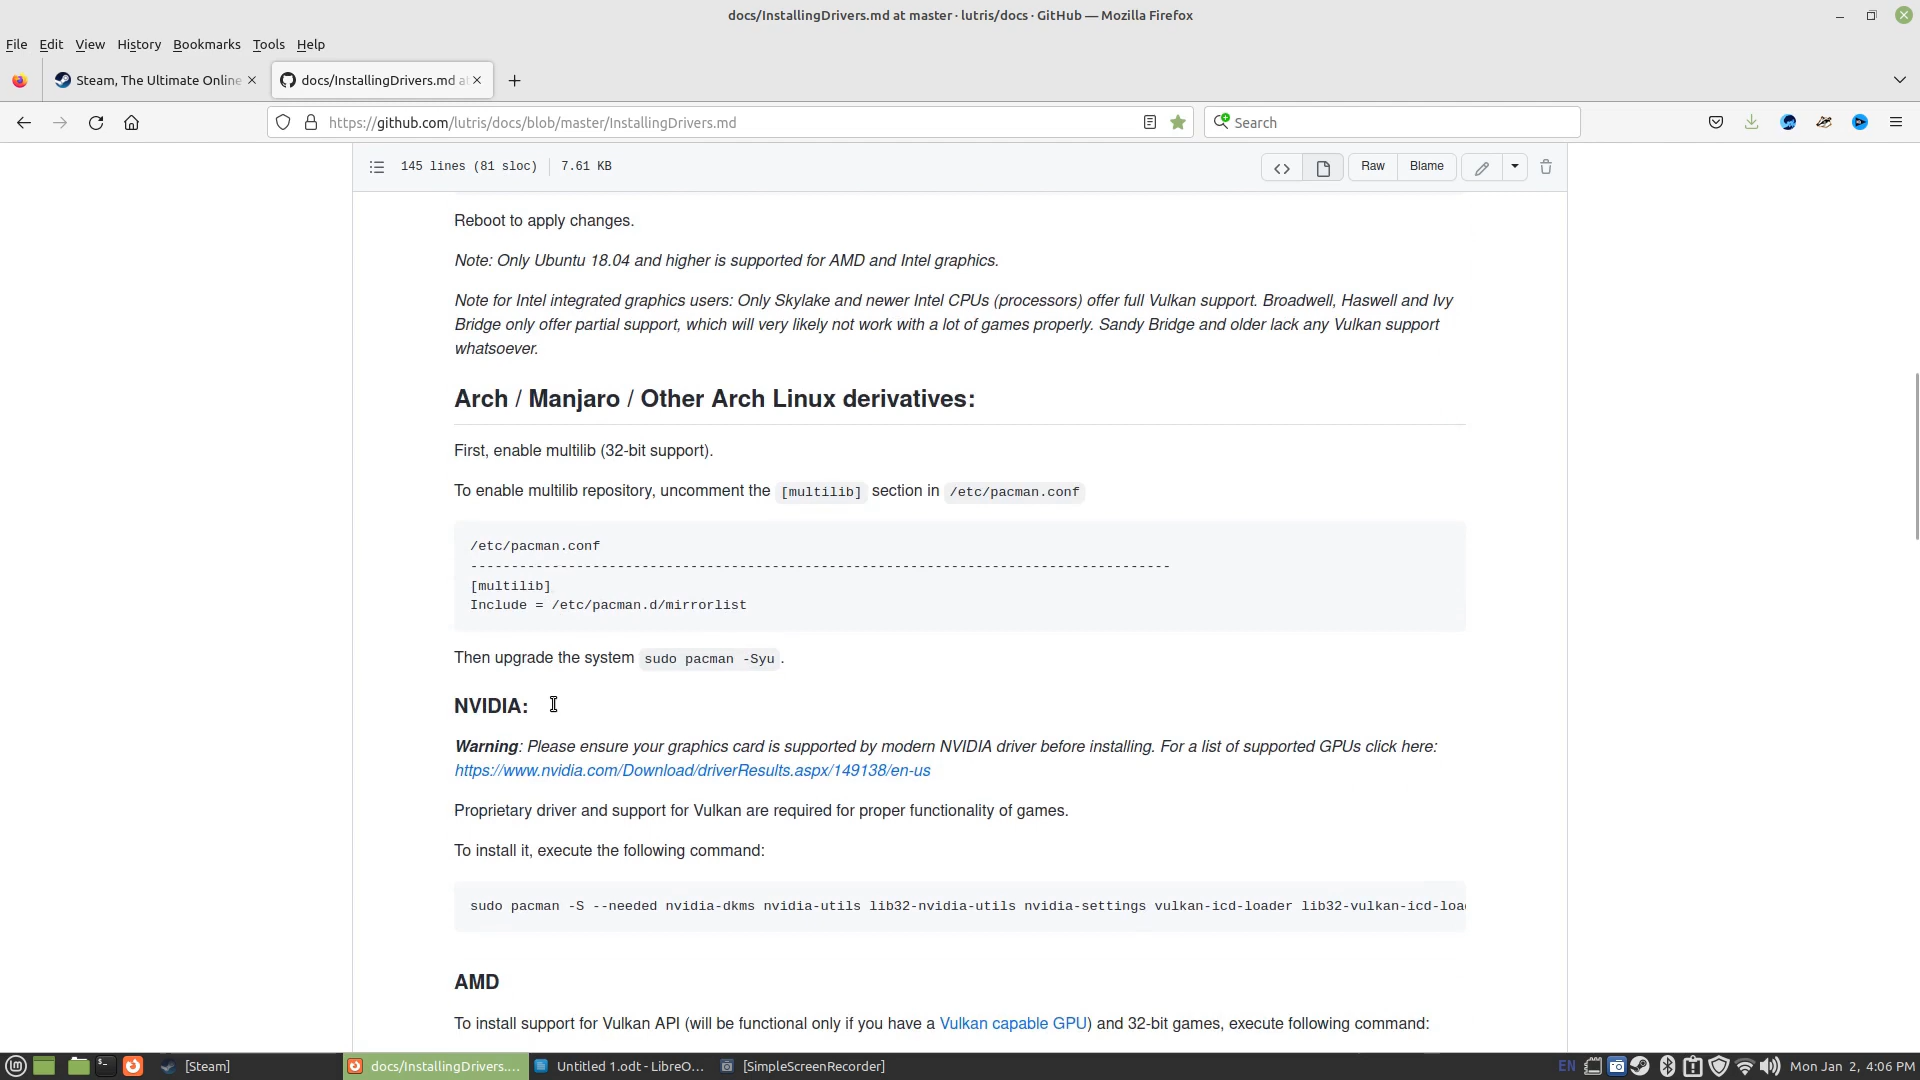 docs/InstallingDrivers.md at master · lutris/docs · GitHub — Mozilla Firefox
File Edit View History Bookmarks Tools Help
Steam, The Ultimate Online
docs/InstallingDrivers.md a
https://github.com/lutris/docs/blob/master/InstallingDrivers.md
Search
145 lines (81 sloc) 7.61 KB
Raw Blame
Reboot to apply changes.
Note: Only Ubuntu 18.04 and higher is supported for AMD and Intel graphics.
Note for Intel integrated graphics users: Only Skylake and newer Intel CPUs (processors) offer full Vulkan support. Broadwell, Haswell and Ivy
Bridge only offer partial support, which will very likely not work with a lot of games properly. Sandy Bridge and older lack any Vulkan support
whatsoever.
Arch / Manjaro / Other Arch Linux derivatives:
First, enable multilib (32-bit support).
To enable multilib repository, uncomment the [multilib] section in /etc/pacman.conf
/etc/pacman.conf
--------------------------------------------------------------------------------------
[multilib]
Include = /etc/pacman.d/mirrorlist
Then upgrade the system sudo pacman -Syu.
NVIDIA:
Warning: Please ensure your graphics card is supported by modern NVIDIA driver before installing. For a list of supported GPUs click here:
https://www.nvidia.com/Download/driverResults.aspx/149138/en-us
Proprietary driver and support for Vulkan are required for proper functionality of games.
To install it, execute the following command:
sudo pacman -S --needed nvidia-dkms nvidia-utils lib32-nvidia-utils nvidia-settings vulkan-icd-loader lib32-vulkan-icd-loa
AMD
To install support for Vulkan API (will be functional only if you have a Vulkan capable GPU) and 32-bit games, execute following command:
[Steam]
docs/InstallingDrivers....
Untitled 1.odt - LibreO...
[SimpleScreenRecorder]
EN
Mon Jan 2, 4:06 PM